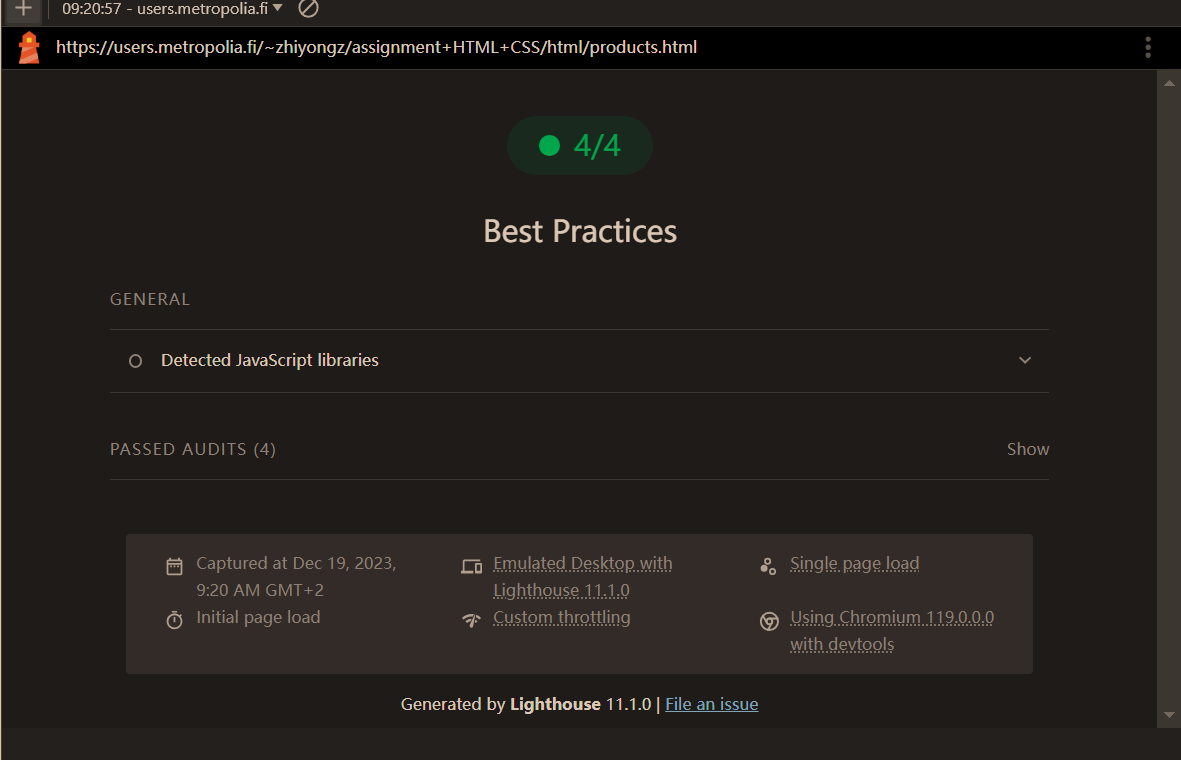 09:20:57 - users.metropolia.fi
https://users.metropolia.fi/~zhiyongz/assignment+HTML+CSS/html/products.html
4/4
Best Practices
GENERAL
Detected JavaScript libraries
PASSED AUDITS (4) Show
Captured at Dec 19, 2023,
9:20 AM GMT+2
Emulated Desktop with
Lighthouse 11.1.0
Single page load
Initial page load
Custom throttling
Using Chromium 119.0.0.0
with devtools
Generated by Lighthouse 11.1.0 | File an issue